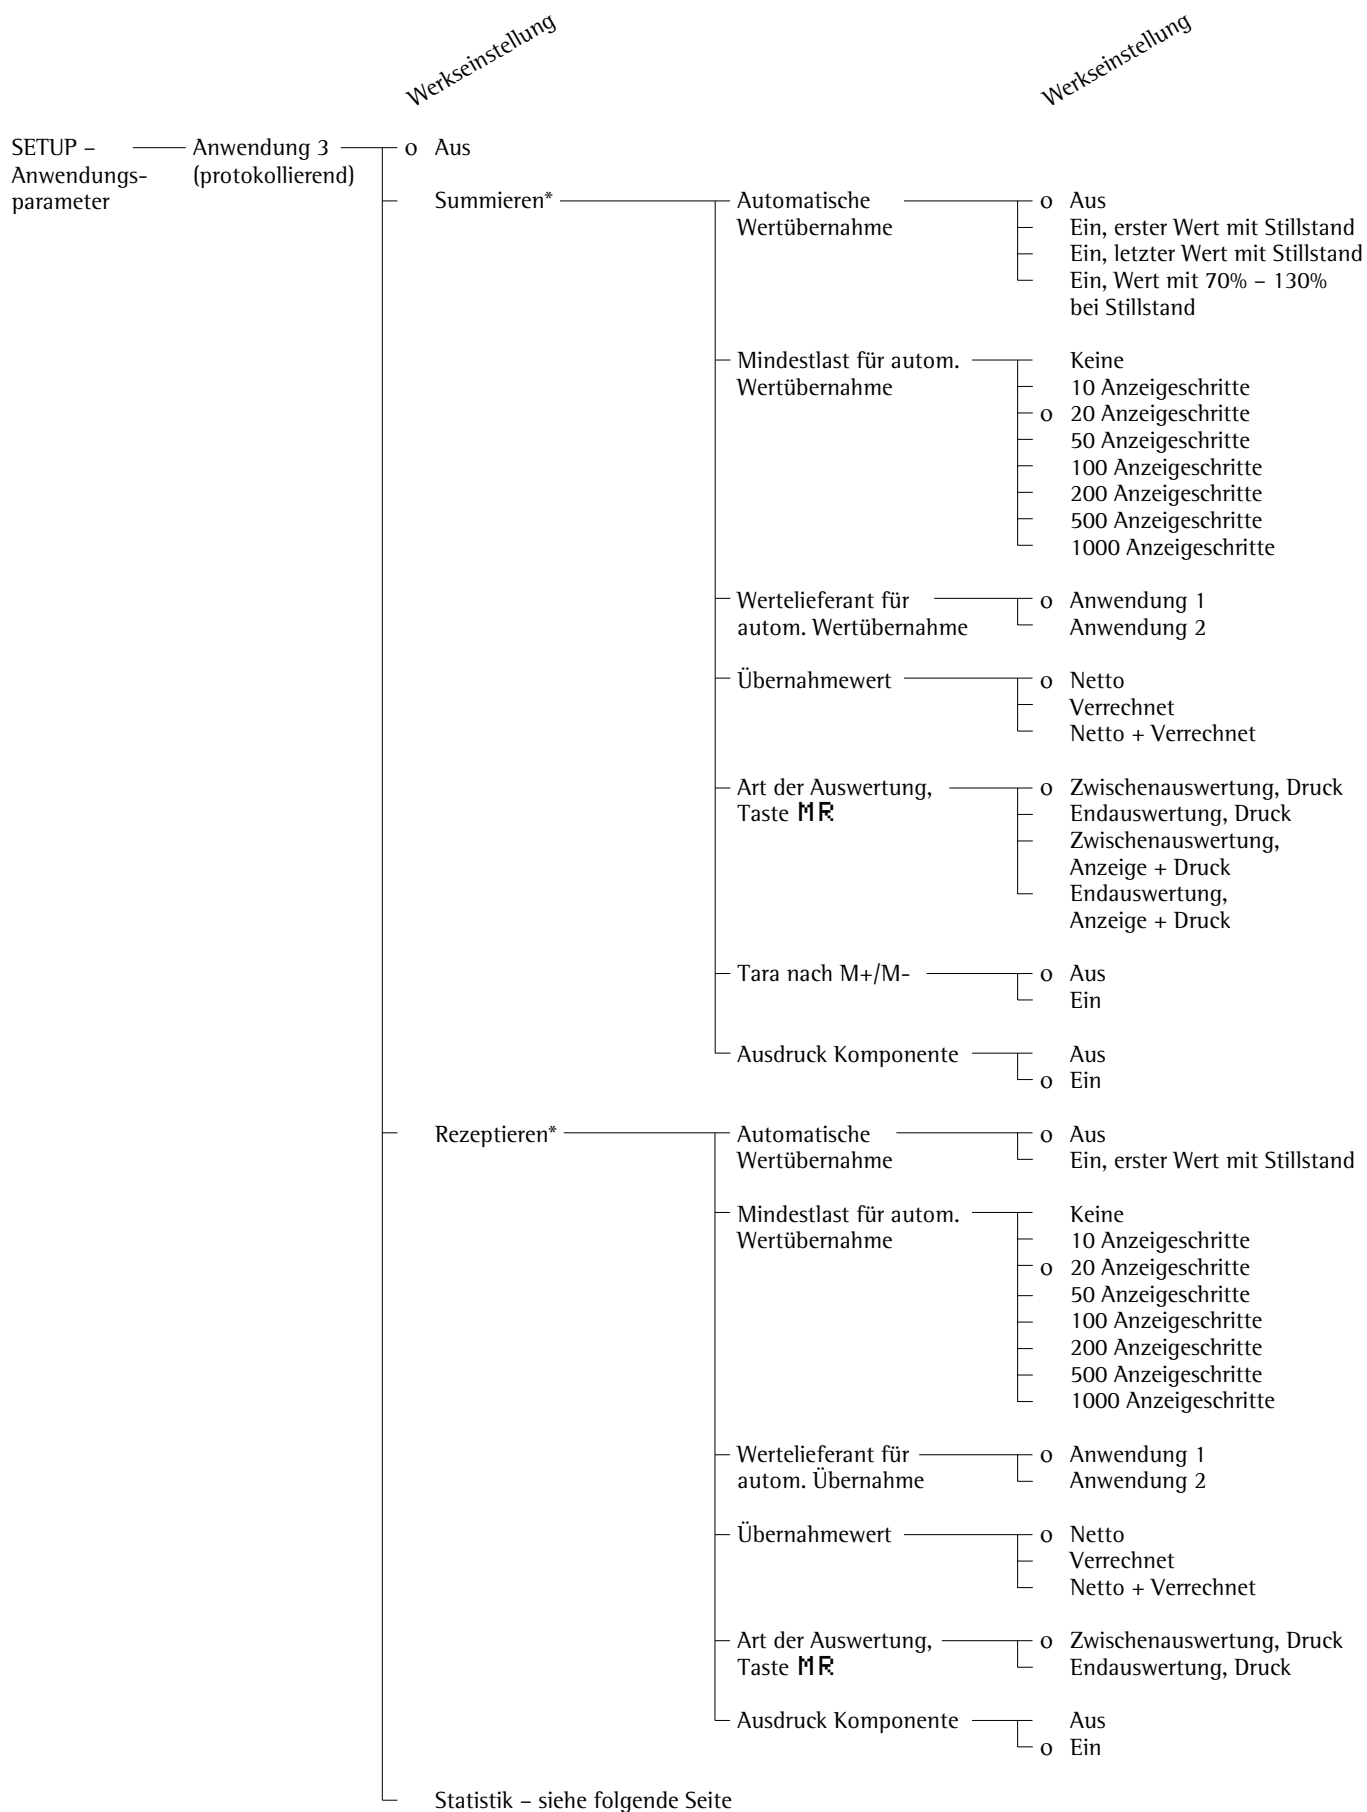 Werkseinstellung
Werkseinstellung
SETUP –
Anwendungs-
parameter
Anwendung 3
(protokollierend)
o Aus
Summieren*
Automatische
Wertübernahme
o Aus
Ein, erster Wert mit Stillstand
Ein, letzter Wert mit Stillstand
Ein, Wert mit 70% – 130%
bei Stillstand
Mindestlast für autom.
Wertübernahme
Keine
10 Anzeigeschritte
o 20 Anzeigeschritte
50 Anzeigeschritte
100 Anzeigeschritte
200 Anzeigeschritte
500 Anzeigeschritte
1000 Anzeigeschritte
Wertelieferant für
autom. Wertübernahme
o Anwendung 1
Anwendung 2
Übernahmewert
o Netto
Verrechnet
Netto + Verrechnet
Art der Auswertung,
Taste MR
o Zwischenauswertung, Druck
Endauswertung, Druck
Zwischenauswertung,
Anzeige + Druck
Endauswertung,
Anzeige + Druck
Tara nach M+/M-
o Aus
Ein
Ausdruck Komponente
Aus
o Ein
Rezeptieren*
Automatische
Wertübernahme
o Aus
Ein, erster Wert mit Stillstand
Mindestlast für autom.
Wertübernahme
Keine
10 Anzeigeschritte
o 20 Anzeigeschritte
50 Anzeigeschritte
100 Anzeigeschritte
200 Anzeigeschritte
500 Anzeigeschritte
1000 Anzeigeschritte
Wertelieferant für
autom. Übernahme
o Anwendung 1
Anwendung 2
Übernahmewert
o Netto
Verrechnet
Netto + Verrechnet
Art der Auswertung,
Taste MR
o Zwischenauswertung, Druck
Endauswertung, Druck
Ausdruck Komponente
Aus
o Ein
Statistik – siehe folgende Seite